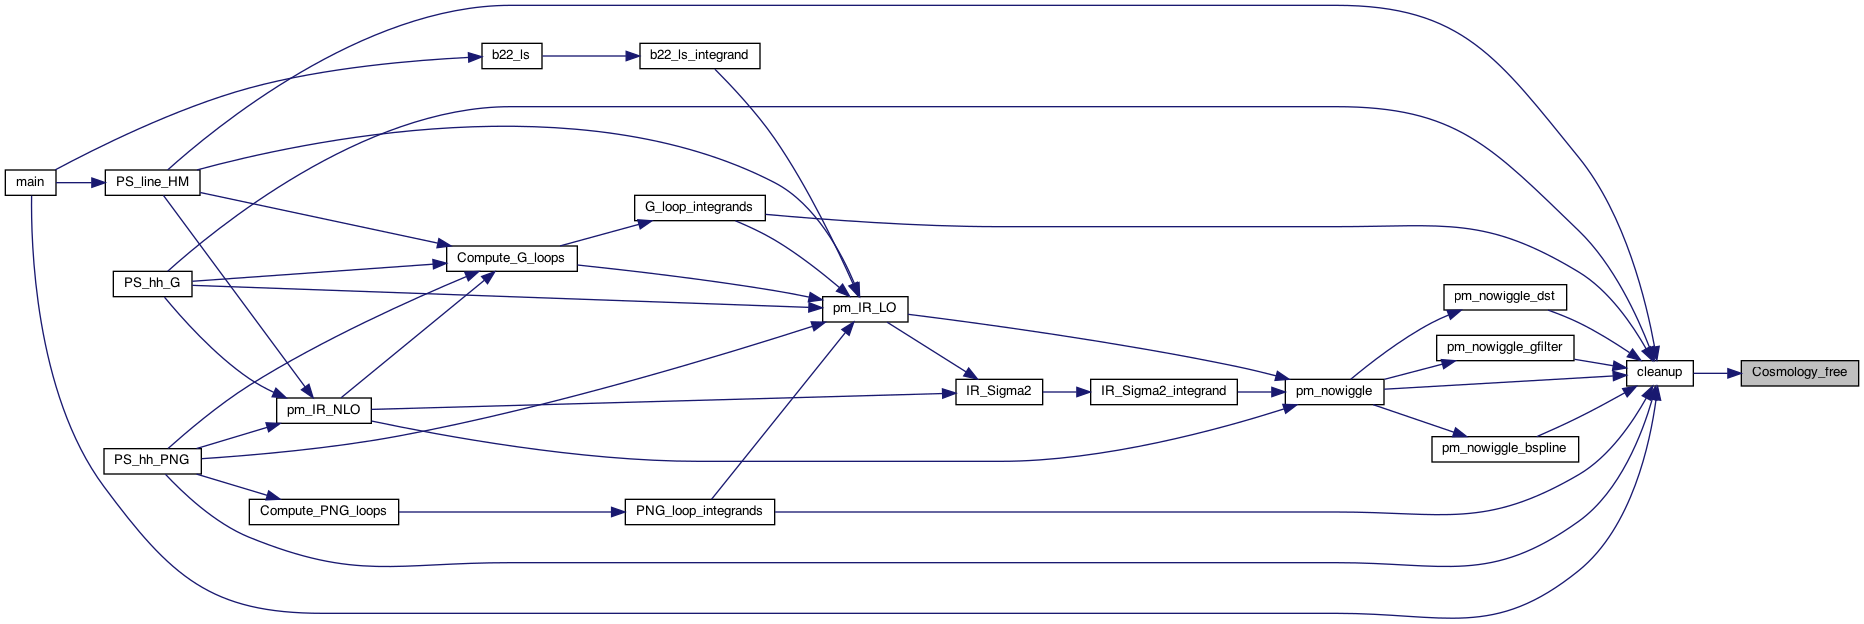 b22_ls
b22_ls_integrand
main
PS_line_HM
G_loop_integrands
Compute_G_loops
PS_hh_G
pm_IR_LO
pm_nowiggle_dst
pm_nowiggle_gfilter
cleanup
Cosmology_free
pm_IR_NLO
IR_Sigma2
IR_Sigma2_integrand
pm_nowiggle
pm_nowiggle_bspline
PS_hh_PNG
Compute_PNG_loops
PNG_loop_integrands